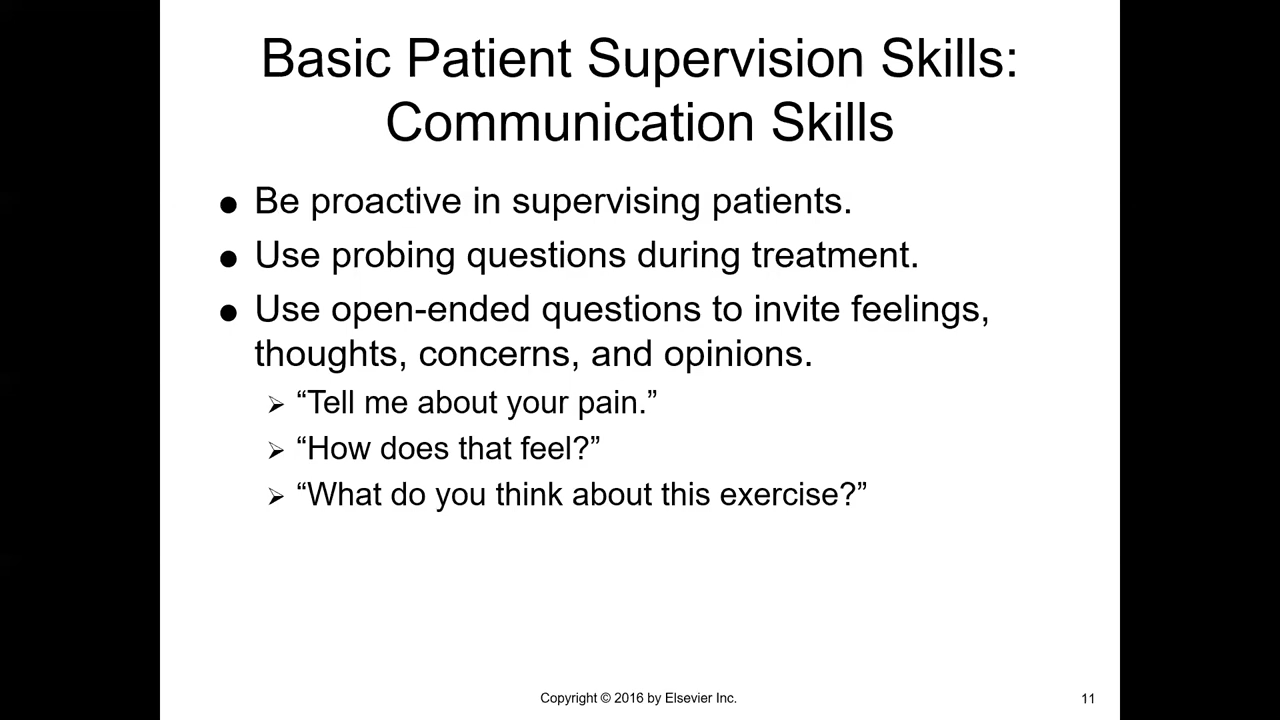 Basic Patient Supervision Skills:
Communication Skills
● Be proactive in supervising patients.
● Use probing questions during treatment.
● Use open-ended questions to invite feelings,
thoughts, concerns, and opinions.
➢ “Tell me about your pain.”
➢ “How does that feel?”
➢ “What do you think about this exercise?”
Copyright © 2016 by Elsevier Inc.
11